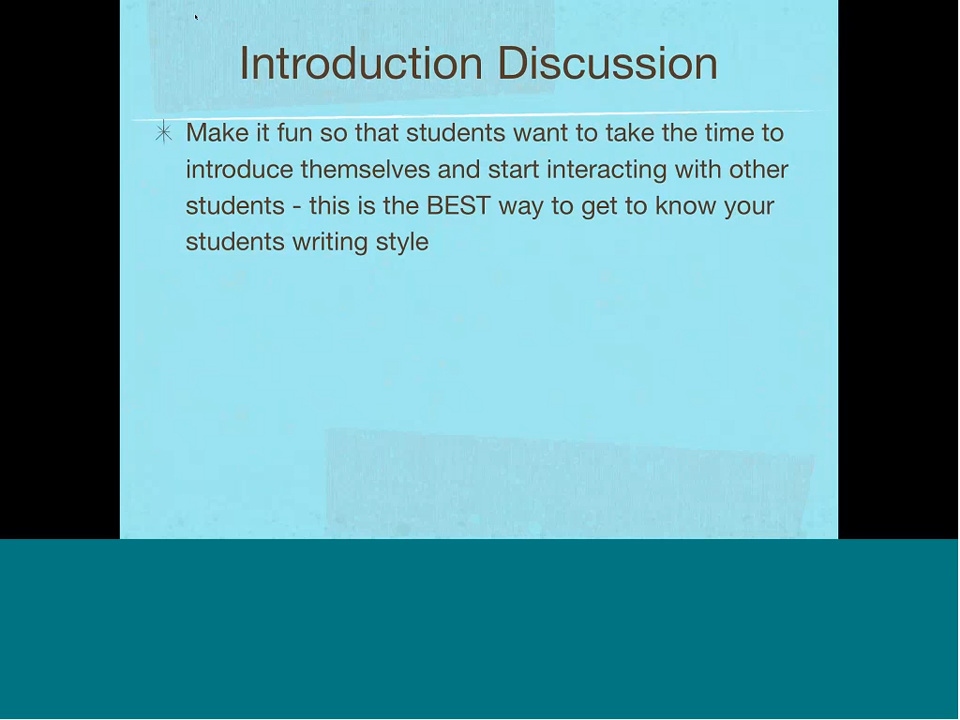 Introduction Discussion
Make it fun so that students want to take the time to
introduce themselves and start interacting with other
students - this is the BEST way to get to know your
students writing style